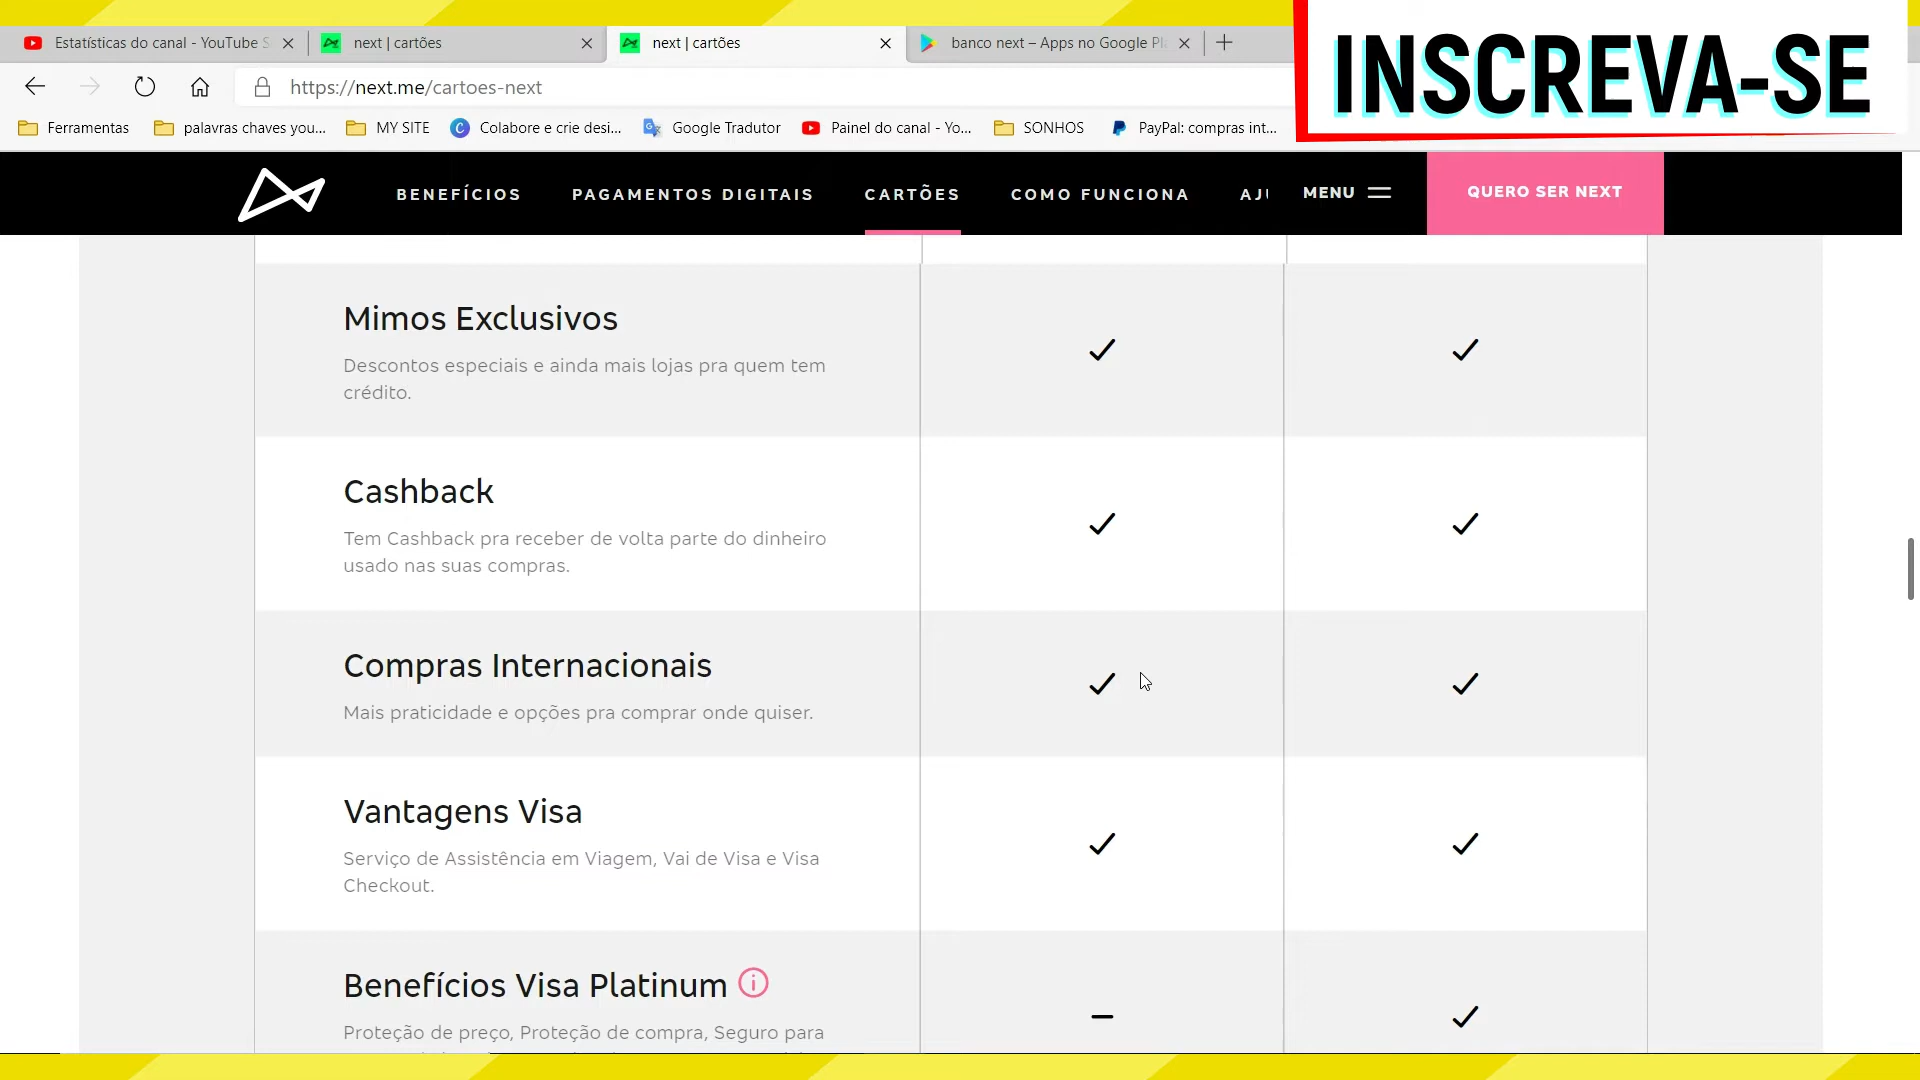 Estatísticas do canal - YouTube S
next | cartões
next | cartões
banco next – Apps no Google Pl
INSCREVA-SE
https://next.me/cartoes-next
Ferramentas
palavras chaves you...
MY SITE
Colabore e crie desi...
Google Tradutor
Painel do canal - Yo...
SONHOS
PayPal: compras int...
BENEFÍCIOS
PAGAMENTOS DIGITAIS
CARTÕES
COMO FUNCIONA
AJU
MENU
QUERO SER NEXT
Mimos Exclusivos
Descontos especiais e ainda mais lojas pra quem tem
crédito.
Cashback
Tem Cashback pra receber de volta parte do dinheiro
usado nas suas compras.
Compras Internacionais
Mais praticidade e opções pra comprar onde quiser.
Vantagens Visa
Serviço de Assistência em Viagem, Vai de Visa e Visa
Checkout.
Benefícios Visa Platinum
Proteção de preço, Proteção de compra, Seguro para